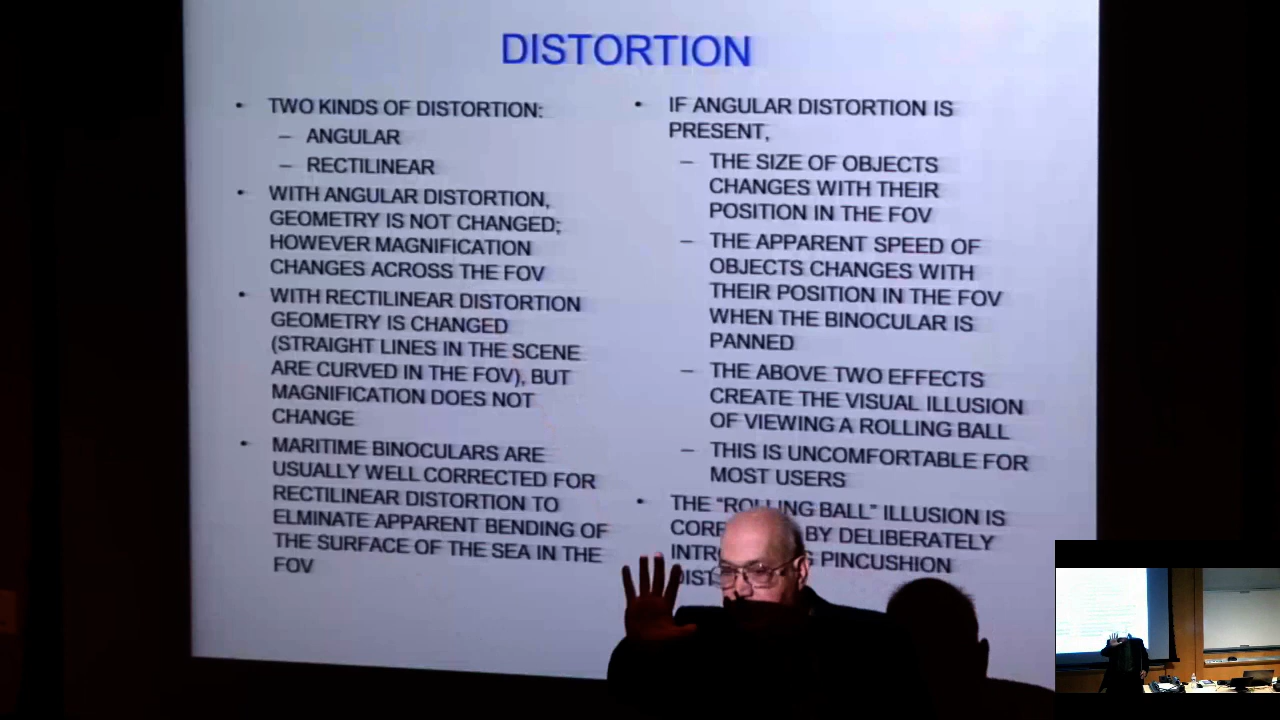 DISTORTION
• TWO KINDS OF DISTORTION:
– ANGULAR
– RECTILINEAR
• WITH ANGULAR DISTORTION,
GEOMETRY IS NOT CHANGED;
HOWEVER MAGNIFICATION
CHANGES ACROSS THE FOV
• WITH RECTILINEAR DISTORTION
GEOMETRY IS CHANGED
(STRAIGHT LINES IN THE SCENE
ARE CURVED IN THE FOV), BUT
MAGNIFICATION DOES NOT
CHANGE
• MARITIME BINOCULARS ARE
USUALLY WELL CORRECTED FOR
RECTILINEAR DISTORTION TO
ELMINATE APPARENT BENDING OF
THE SURFACE OF THE SEA IN THE
FOV
• IF ANGULAR DISTORTION IS
PRESENT,
– THE SIZE OF OBJECTS
CHANGES WITH THEIR
POSITION IN THE FOV
– THE APPARENT SPEED OF
OBJECTS CHANGES WITH
THEIR POSITION IN THE FOV
WHEN THE BINOCULAR IS
PANNED
– THE ABOVE TWO EFFECTS
CREATE THE VISUAL ILLUSION
OF VIEWING A ROLLING BALL
– THIS IS UNCOMFORTABLE FOR
MOST USERS
• THE “ROLLING BALL” ILLUSION IS
BY DELIBERATELY
PINCUSHION